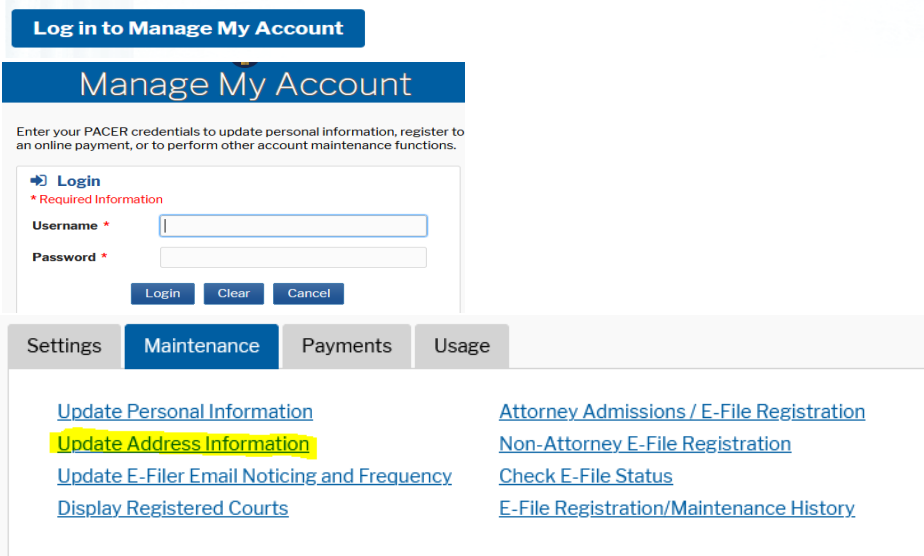 Log in to Manage My Account
Manage My Account
Enter your PACER credentials to update personal information, register to
an online payment, or to perform other account maintenance functions.
Login
* Required Information
Username *
Password *
Login Clear Cancel
Settings Maintenance Payments Usage
Update Personal Information Attorney Admissions / E-File Registration
Update Address Information Non-Attorney E-File Registration
Update E-Filer Email Noticing and Frequency Check E-File Status
Display Registered Courts E-File Registration/Maintenance History